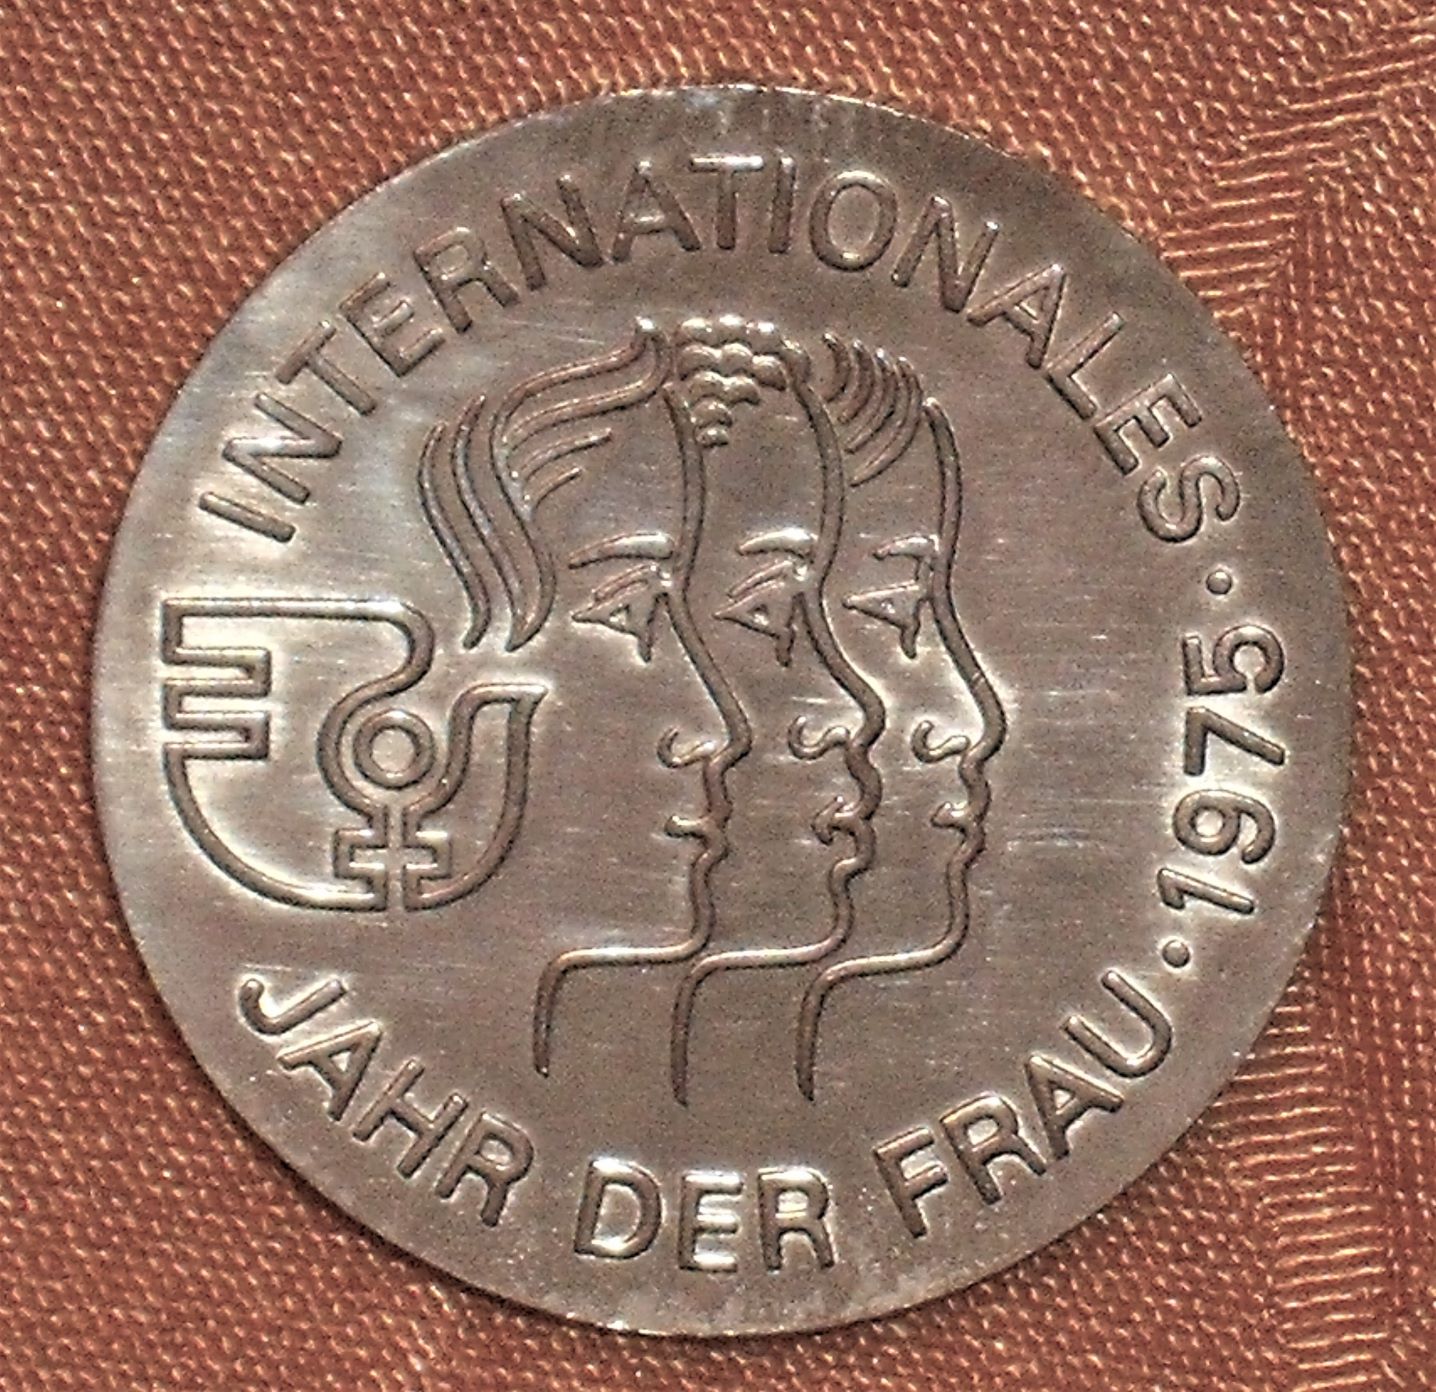 INTERNATIONALES · 1975 ·
JAHR DER FRAU